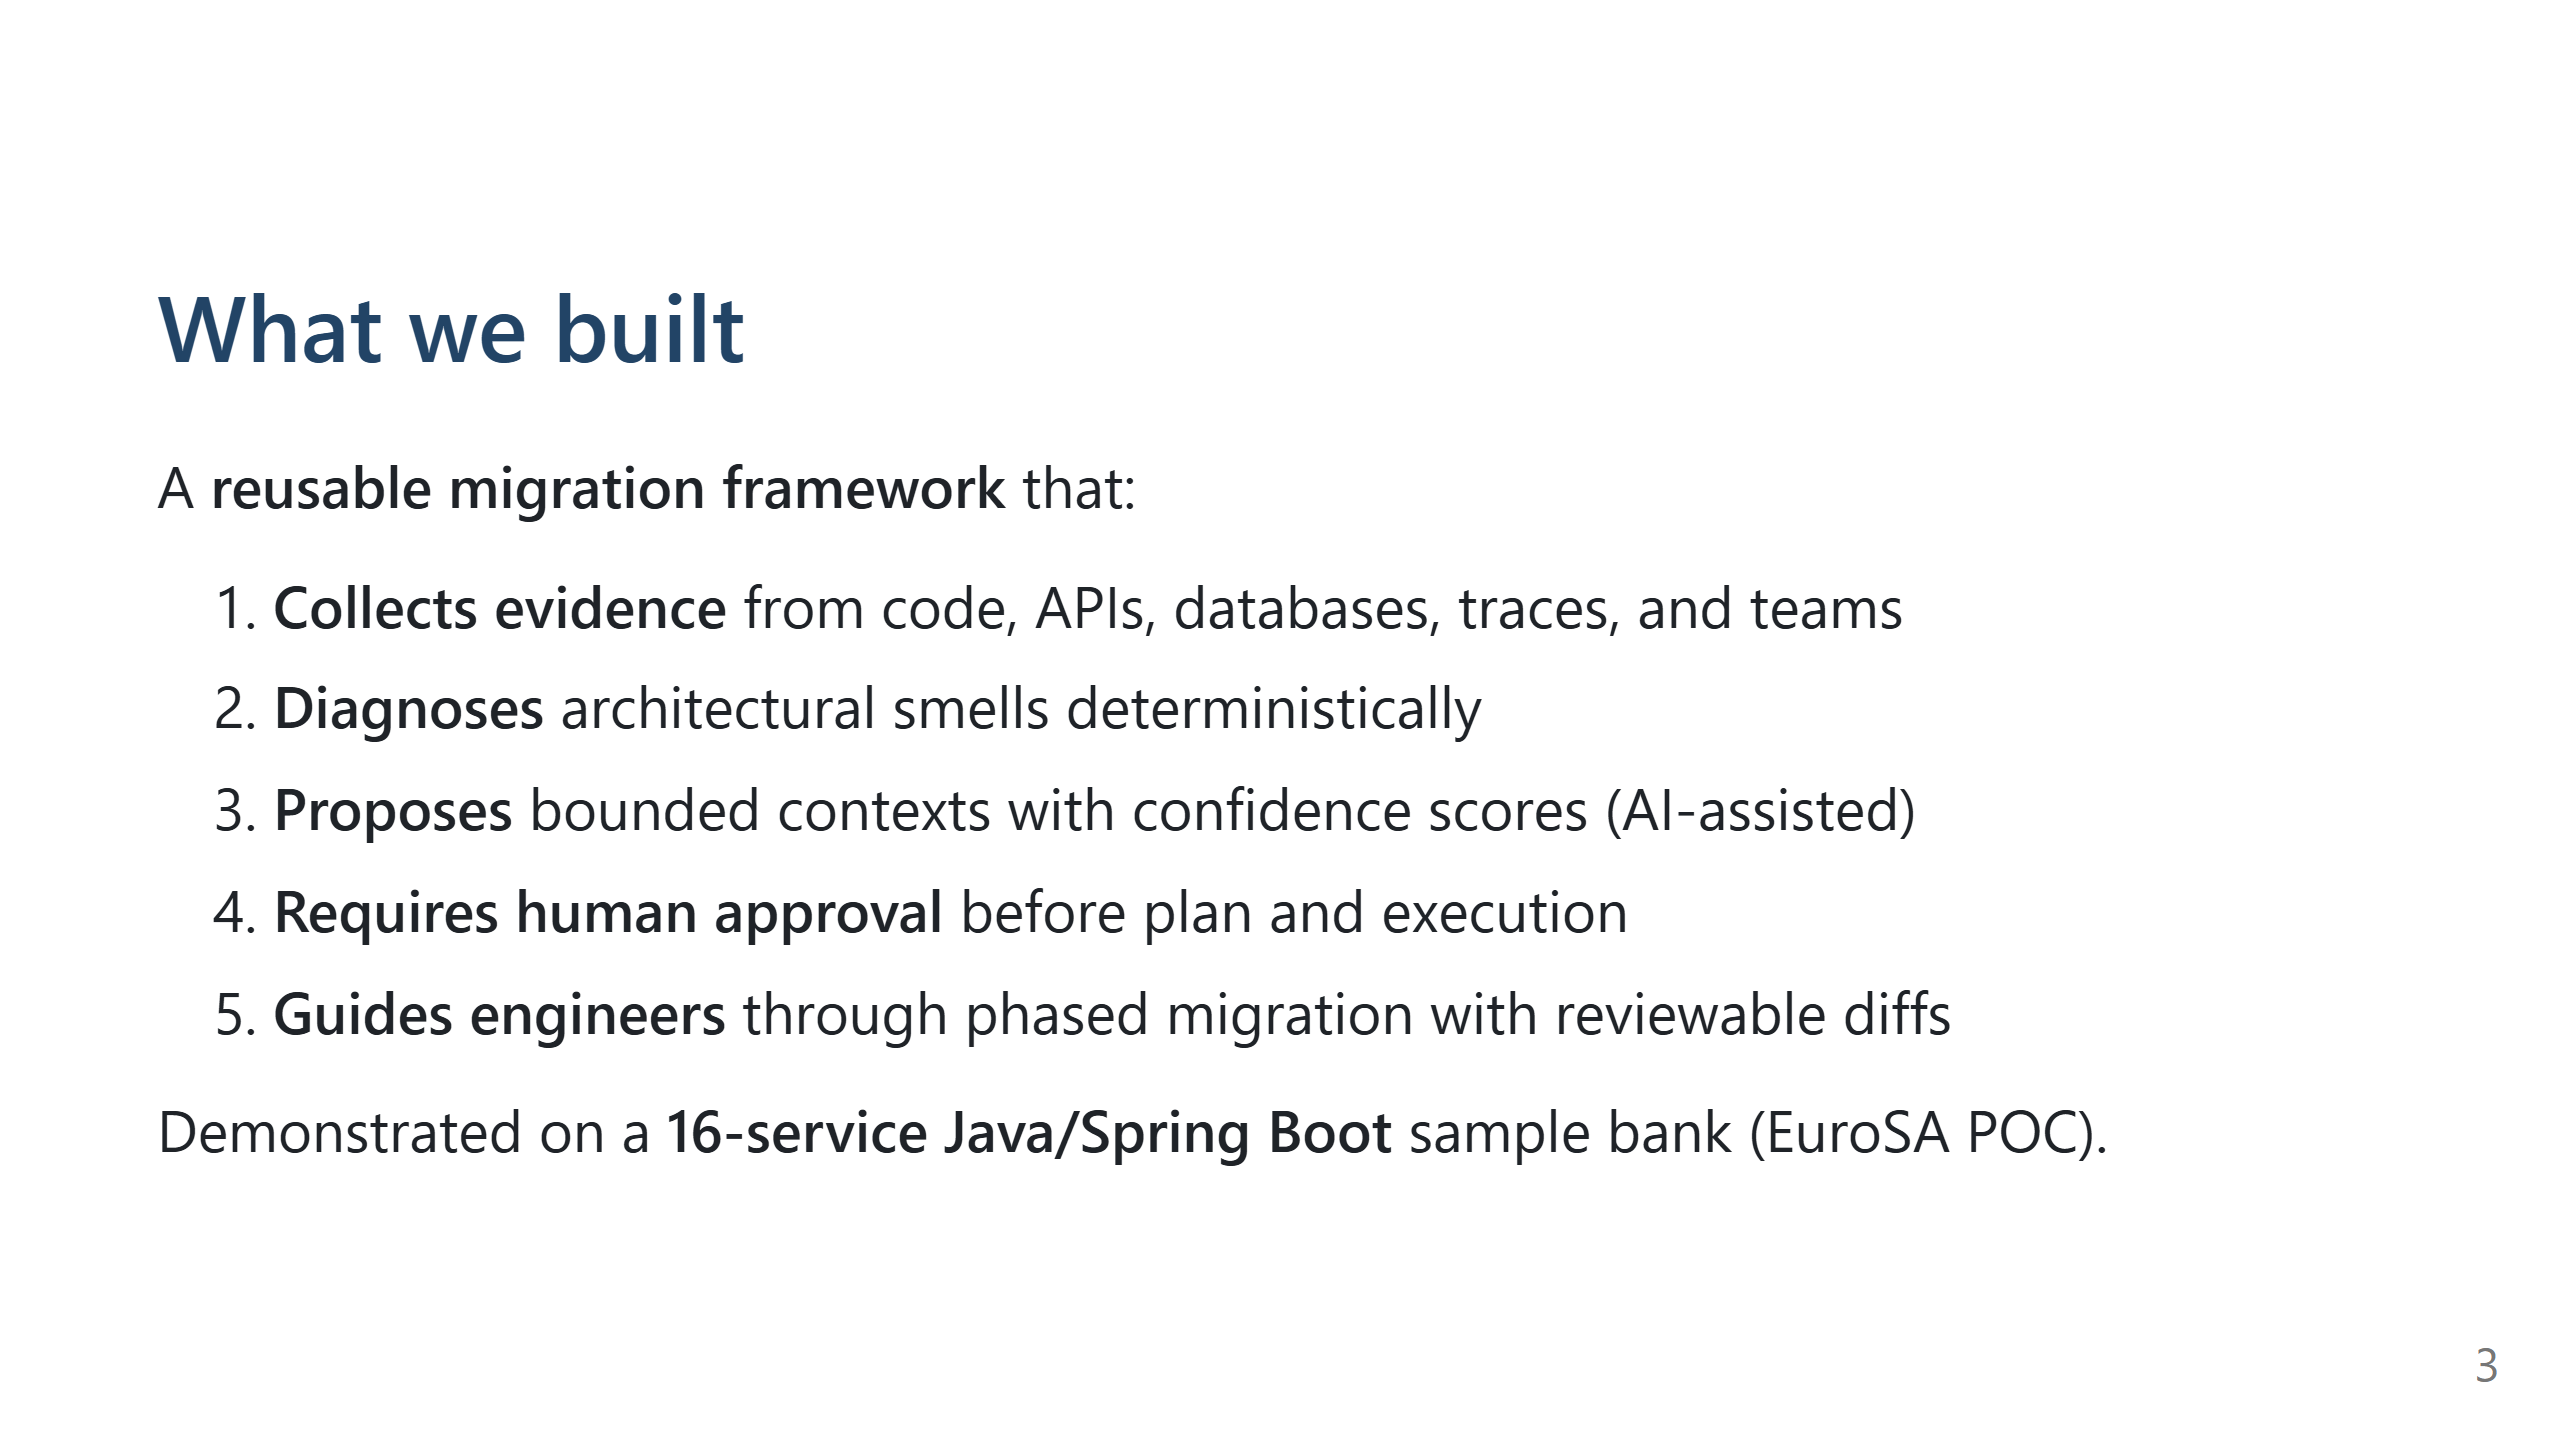 What we built
A reusable migration framework that:
1. Collects evidence from code, APIs, databases, traces, and teams
2. Diagnoses architectural smells deterministically
3. Proposes bounded contexts with confidence scores (AI-assisted)
4. Requires human approval before plan and execution
5. Guides engineers through phased migration with reviewable diffs
Demonstrated on a 16-service Java/Spring Boot sample bank (EuroSA POC).
3